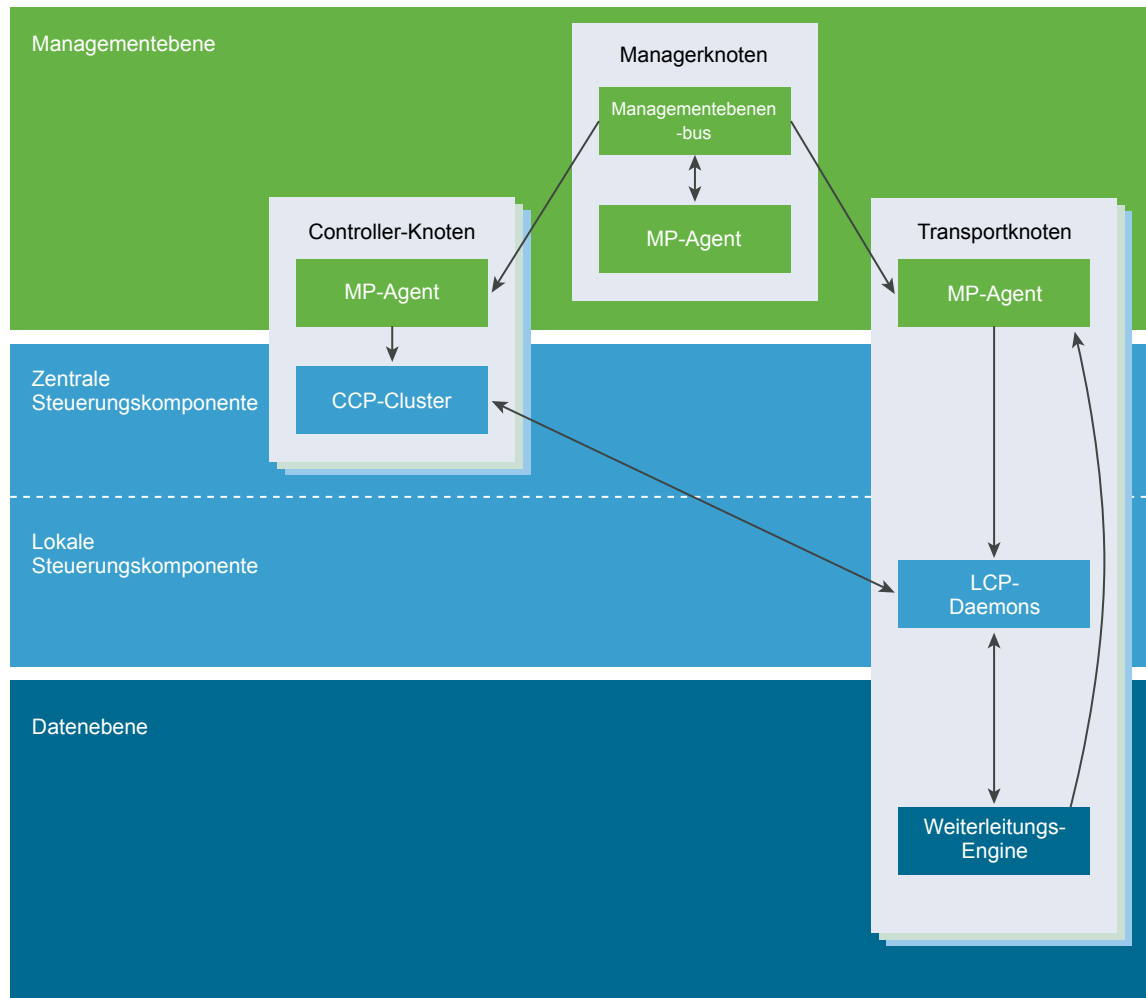 Managementebene
Managerknoten
Managementebenen
-bus
MP-Agent
Controller-Knoten
MP-Agent
Transportknoten
MP-Agent
Zentrale
Steuerungskomponente
CCP-Cluster
Lokale
Steuerungskomponente
LCP-
Daemons
Datenebene
Weiterleitungs-
Engine